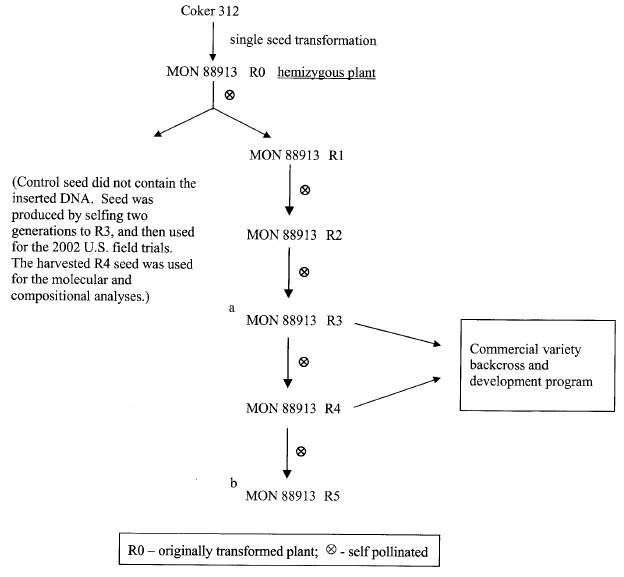 Coker 312
single seed transformation
MON 88913 R0 hemizygous plant
⊗
MON 88913 R1
(Control seed did not contain the
inserted DNA. Seed was
produced by selfing two
generations to R3, and then used
for the 2002 U.S. field trials.
The harvested R4 seed was used
for the molecular and
compositional analyses.)
⊗
MON 88913 R2
⊗
a
MON 88913 R3
Commercial variety
backcross and
development program
⊗
MON 88913 R4
⊗
b
MON 88913 R5
R0 – originally transformed plant; ⊗ - self pollinated